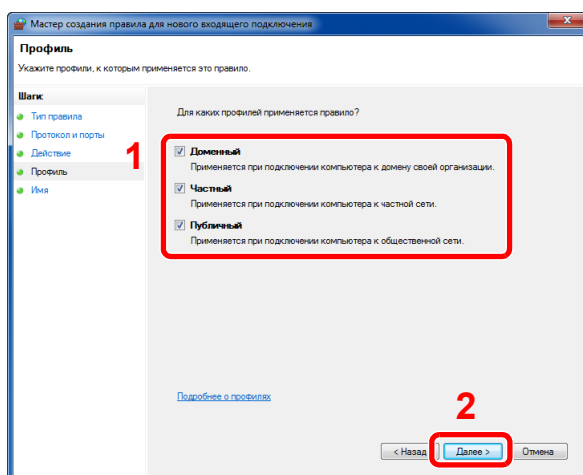 Мастер создания правила для нового входящего подключения
Профиль
Укажите профили, к которым применяется это правило.
Шаги:
Тип правила
Протокол и порты
Действие
Профиль
Имя
Для каких профилей применяется правило?
1
Доменный
Применяется при подключении компьютера к домену своей организации.
Частный
Применяется при подключении компьютера к частной сети.
Публичный
Применяется при подключении компьютера к общественной сети.
Подробнее о профилях
2
< Назад
Далее >
Отмена